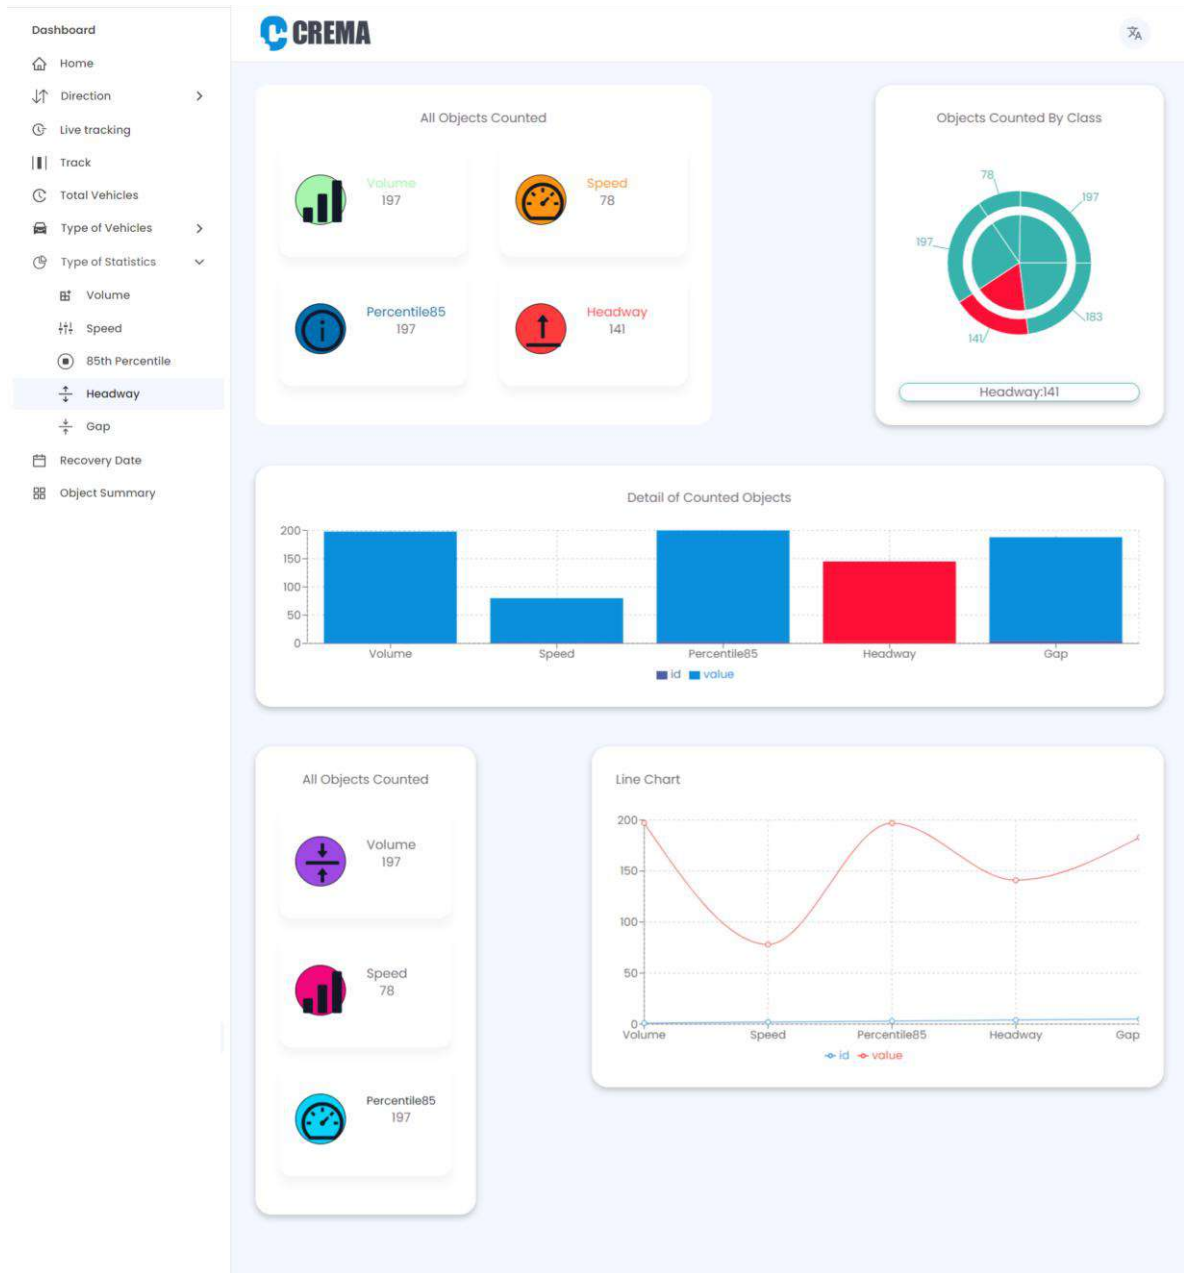 Dashboard
Home
Direction
Live tracking
Track
Total Vehicles
Type of Vehicles
Type of Statistics
Volume
Speed
85th Percentile
Headway
Gap
Recovery Date
Object Summary
CREMA
All Objects Counted
Volume
197
Speed
78
Percentile85
197
Headway
141
Objects Counted By Class
78
197
197
183
141
Headway:141
Detail of Counted Objects
200
150
100
50
0
Volume Speed Percentile85 Headway Gap
id value
All Objects Counted
Volume
197
Speed
78
Percentile85
197
Line Chart
200
150
100
50
0
Volume Speed Percentile85 Headway Gap
id value